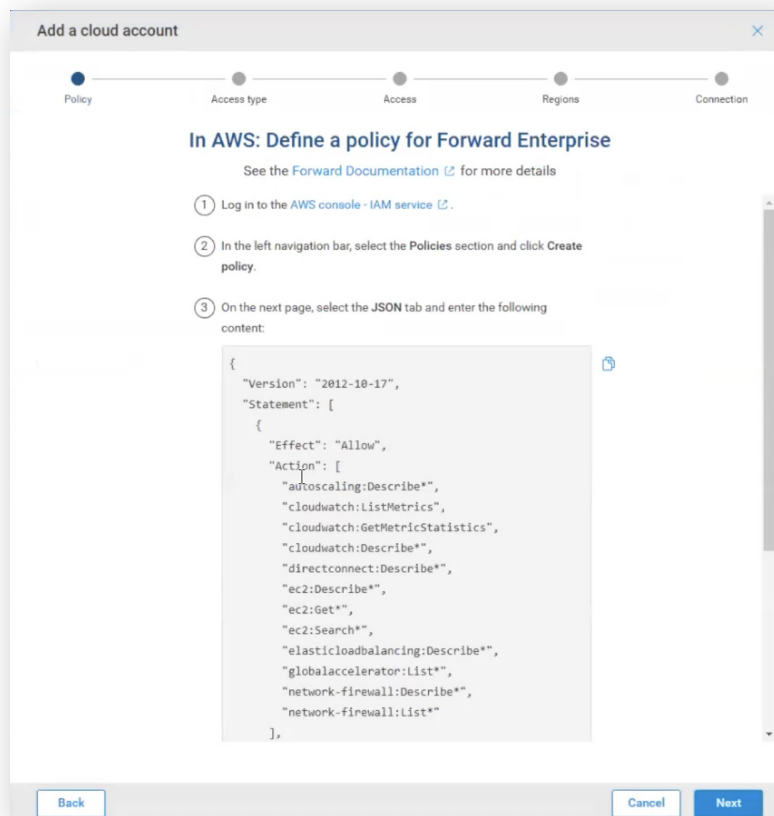 Add a cloud account
Policy Access type Access Regions Connection
In AWS: Define a policy for Forward Enterprise
See the Forward Documentation for more details
1 Log in to the AWS console - IAM service .
2 In the left navigation bar, select the Policies section and click Create
policy.
3 On the next page, select the JSON tab and enter the following
content:
{
"Version": "2012-10-17",
"Statement": [
{
"Effect": "Allow",
"Action": [
"autoscaling:Describe*",
"cloudwatch:ListMetrics",
"cloudwatch:GetMetricStatistics",
"cloudwatch:Describe*",
"directconnect:Describe*",
"ec2:Describe*",
"ec2:Get*",
"ec2:Search*",
"elasticloadbalancing:Describe*",
"globalaccelerator:List*",
"network-firewall:Describe*",
"network-firewall:List*"
],
Back Cancel Next